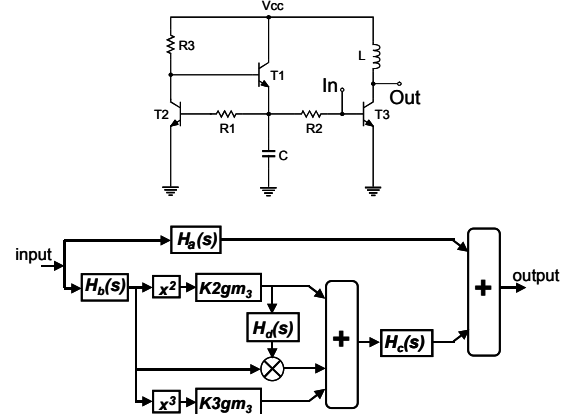 Vcc
R3
L
T1
In
Out
T2
R1
R2
T3
C
input
Ha(s)
Hb(s)
x2
K2gm3
+
output
Hd(s)
+
Hc(s)
x3
K3gm3